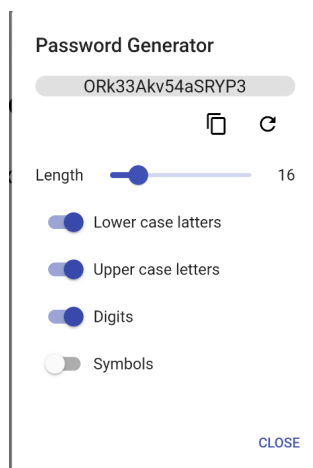 Password Generator
ORk33Akv54aSRYP3
Length 16
Lower case latters
Upper case letters
Digits
Symbols
CLOSE